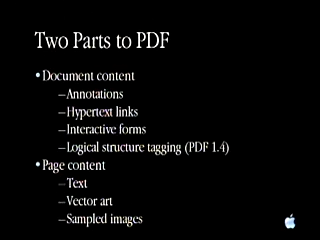 Two Parts to PDF
• Document content
– Annotations
– Hypertext links
– Interactive forms
– Logical structure tagging (PDF 1.4)
• Page content
– Text
– Vector art
– Sampled images